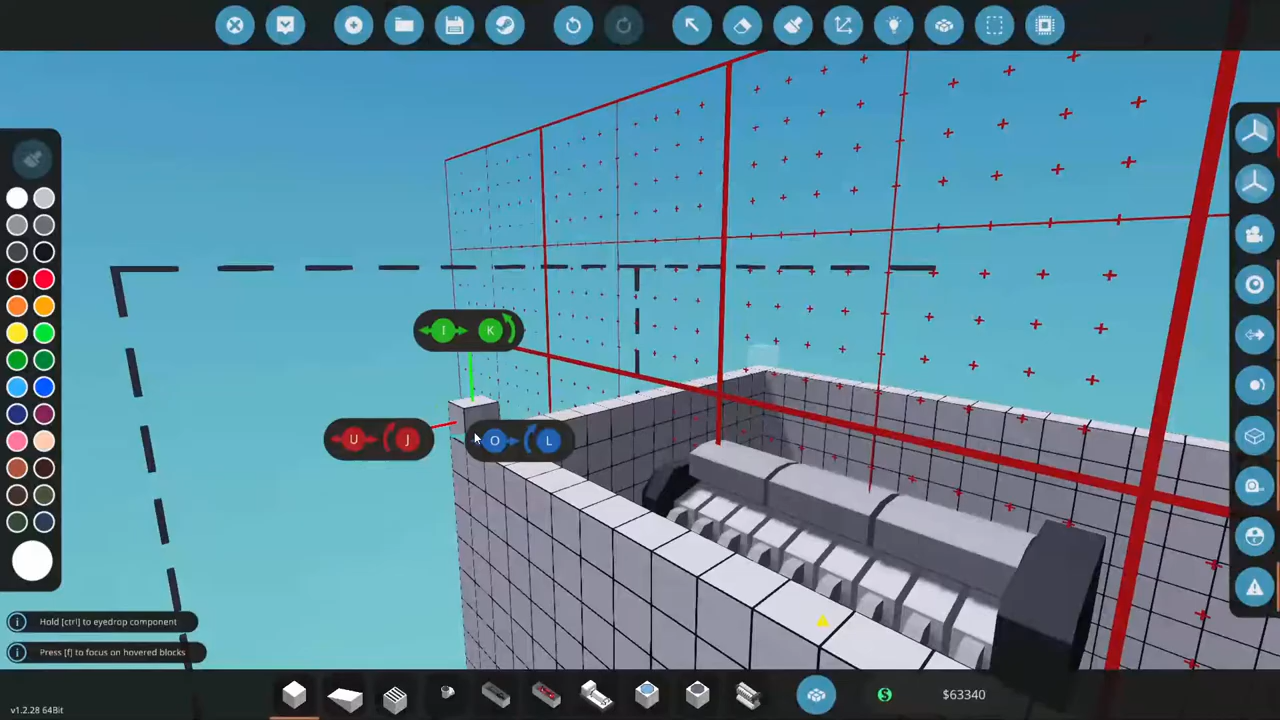 I K
U J
O L
Hold [ctrl] to eyedrop component
Press [f] to focus on hovered blocks
v1.2.28 64Bit
$ $63340